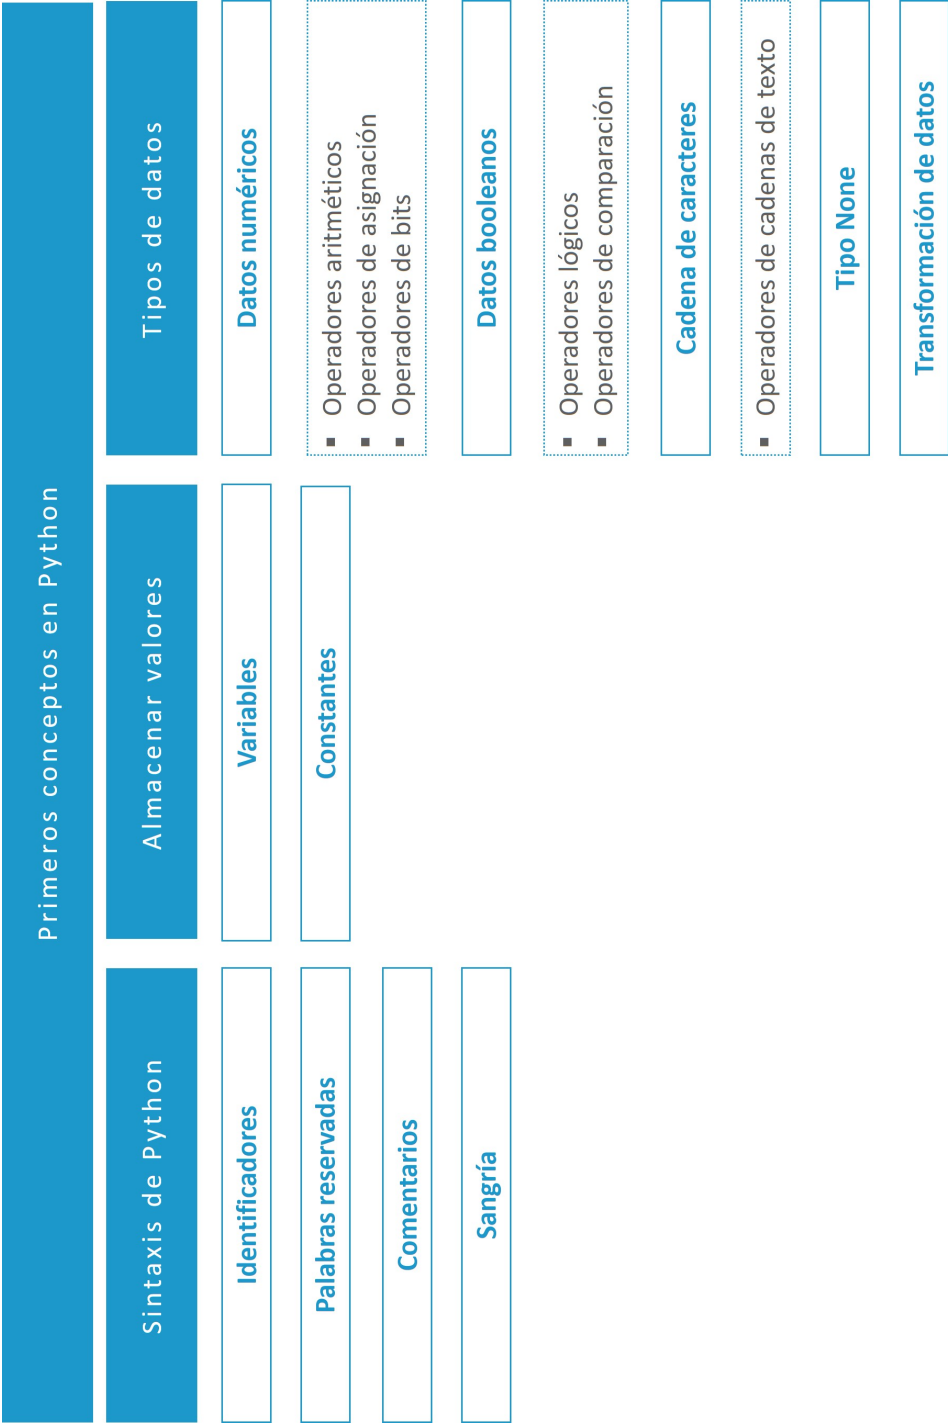 Primeros conceptos en Python
Sintaxis de Python
Identificadores
Palabras reservadas
Comentarios
Sangría
Almacenar valores
Variables
Constantes
Tipos de datos
Datos numéricos
▪ Operadores aritméticos
▪ Operadores de asignación
▪ Operadores de bits
Datos booleanos
▪ Operadores lógicos
▪ Operadores de comparación
Cadena de caracteres
▪ Operadores de cadenas de texto
Tipo None
Transformación de datos